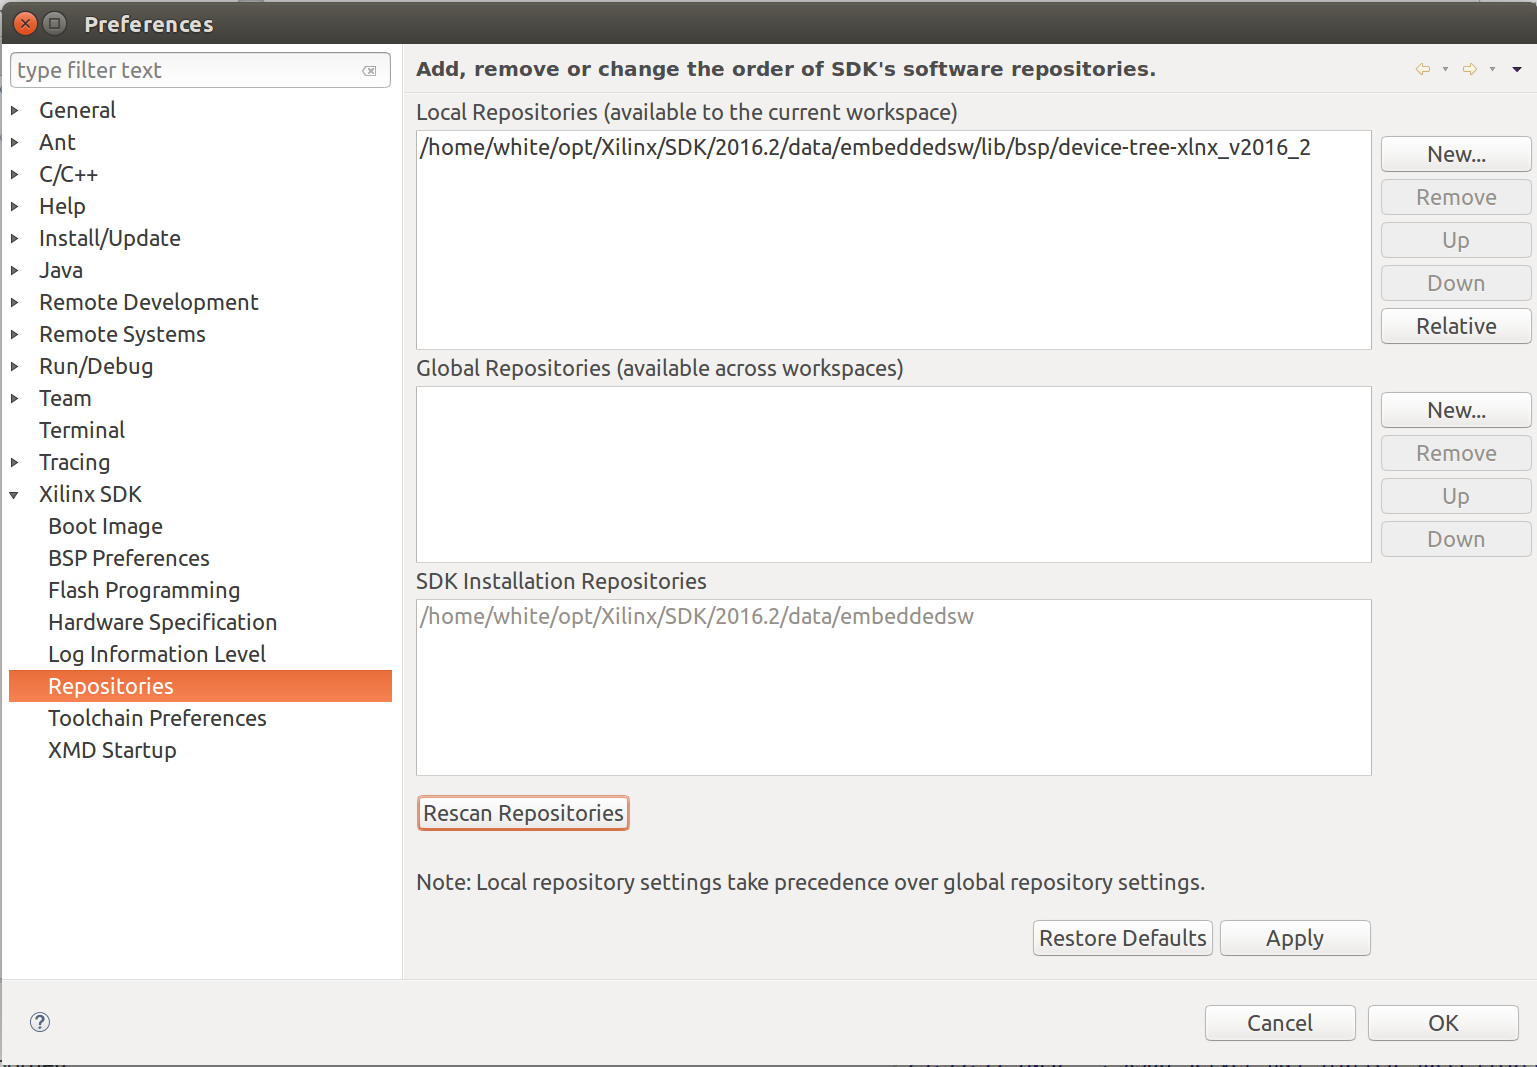 Preferences
type filter text
General
Ant
C/C++
Help
Install/Update
Java
Remote Development
Remote Systems
Run/Debug
Team
Terminal
Tracing
Xilinx SDK
Boot Image
BSP Preferences
Flash Programming
Hardware Specification
Log Information Level
Repositories
Toolchain Preferences
XMD Startup
Add, remove or change the order of SDK's software repositories.
Local Repositories (available to the current workspace)
/home/white/opt/Xilinx/SDK/2016.2/data/embeddedsw/lib/bsp/device-tree-xlnx_v2016_2
New...
Remove
Up
Down
Relative
Global Repositories (available across workspaces)
New...
Remove
Up
Down
SDK Installation Repositories
/home/white/opt/Xilinx/SDK/2016.2/data/embeddedsw
Rescan Repositories
Note: Local repository settings take precedence over global repository settings.
Restore Defaults
Apply
?
Cancel
OK